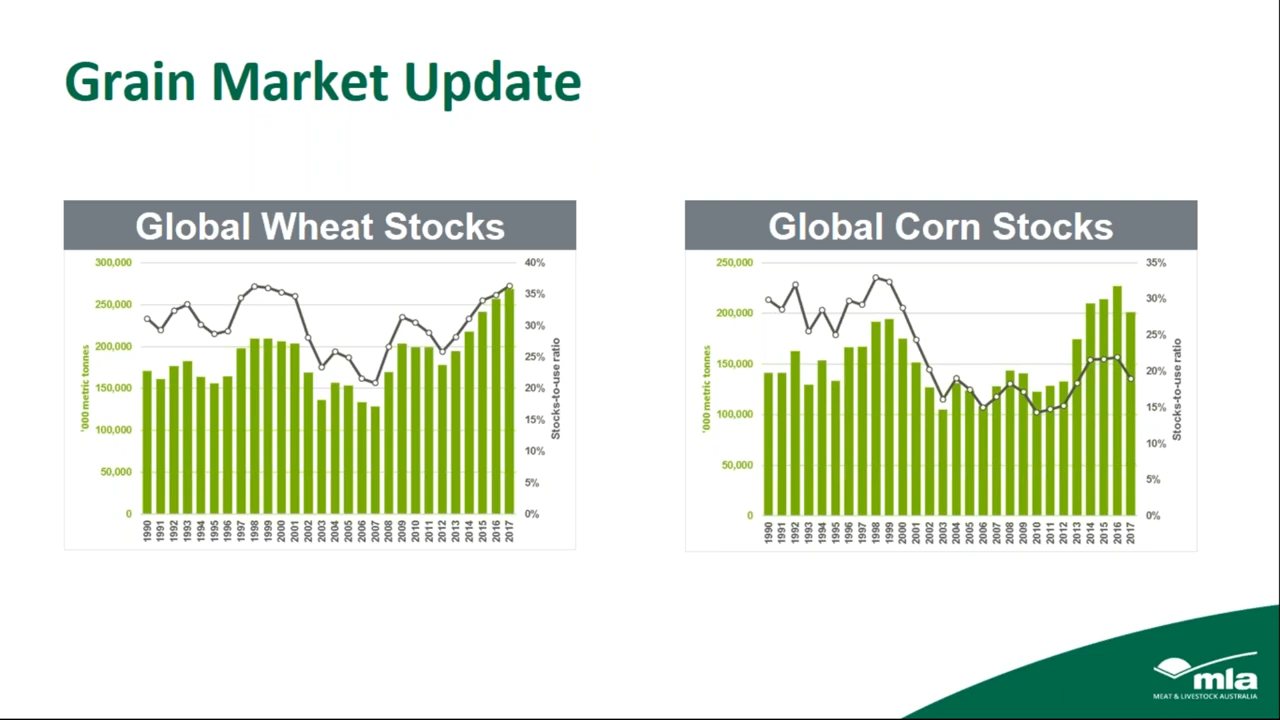 Grain Market Update
Global Wheat Stocks
300,000
250,000
200,000
150,000
100,000
50,000
0
'000 metric tonnes
40%
35%
30%
25%
20%
15%
10%
5%
0%
Stocks-to-use ratio
1990 1991 1992 1993 1994 1995 1996 1997 1998 1999 2000 2001 2002 2003 2004 2005 2006 2007 2008 2009 2010 2011 2012 2013 2014 2015 2016 2017
Global Corn Stocks
250,000
200,000
150,000
100,000
50,000
0
'000 metric tonnes
35%
30%
25%
20%
15%
10%
5%
0%
Stocks-to-use ratio
1990 1991 1992 1993 1994 1995 1996 1997 1998 1999 2000 2001 2002 2003 2004 2005 2006 2007 2008 2009 2010 2011 2012 2013 2014 2015 2016 2017
mla
MEAT & LIVESTOCK AUSTRALIA